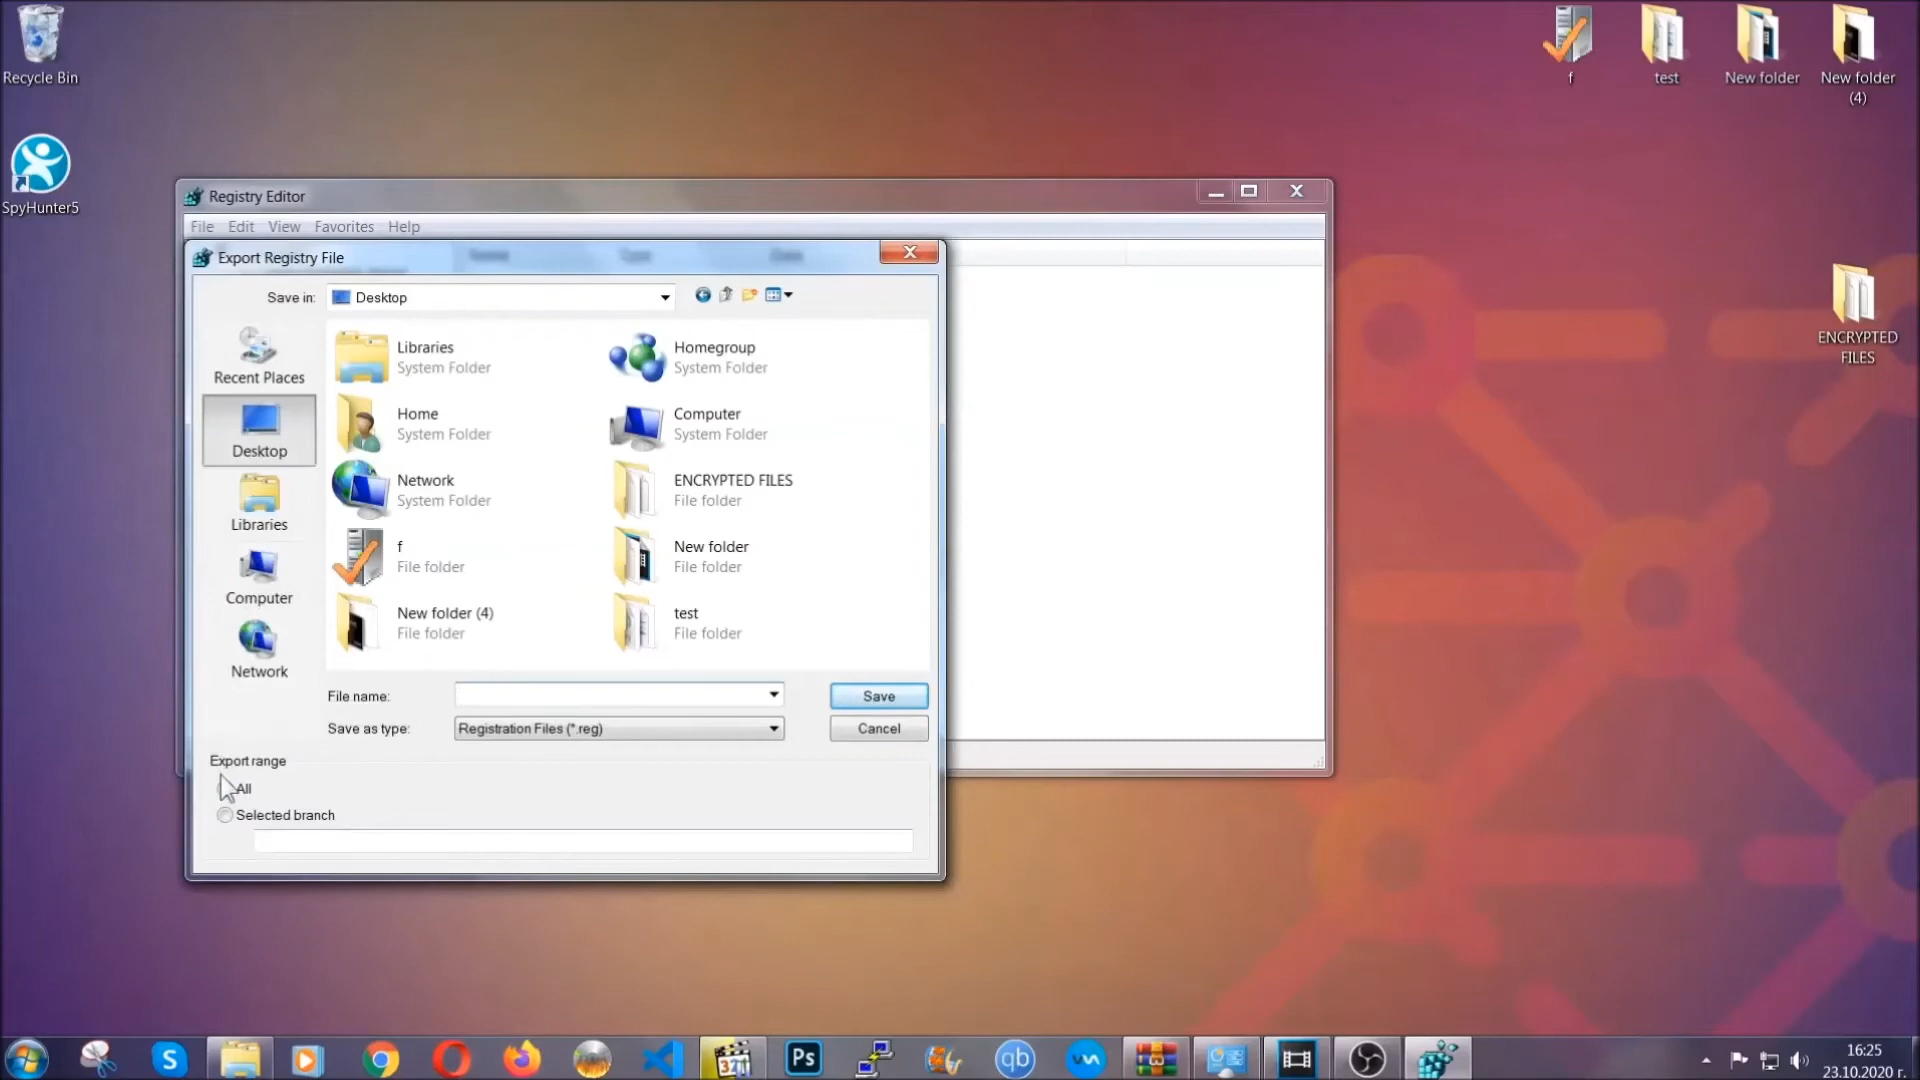 Recycle Bin
SpyHunter5
f
test
New folder
New folder
(4)
ENCRYPTED
FILES
Registry Editor
File Edit View Favorites Help
Export Registry File
Save in:
Desktop
Recent Places
Desktop
Libraries
Computer
Network
Libraries
System Folder
Homegroup
System Folder
Home
System Folder
Computer
System Folder
Network
System Folder
ENCRYPTED FILES
File folder
f
File folder
New folder
File folder
New folder (4)
File folder
test
File folder
File name:
Save
Save as type:
Registration Files (*.reg)
Cancel
Export range
All
Selected branch
S
321
Ps
qb
16:25
23.10.2020 г.